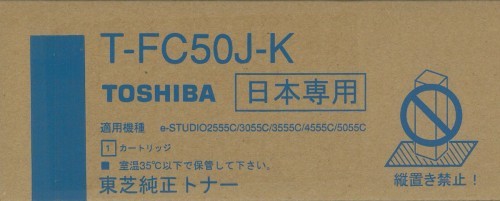 T-FC50J-K
TOSHIBA 日本専用
適用機種 e-STUDIO2555C/3055C/3555C/4555C/5055C
1 カートリッジ
■ 室温35℃以下で保管して下さい。
東芝純正トナー
縦置き禁止!